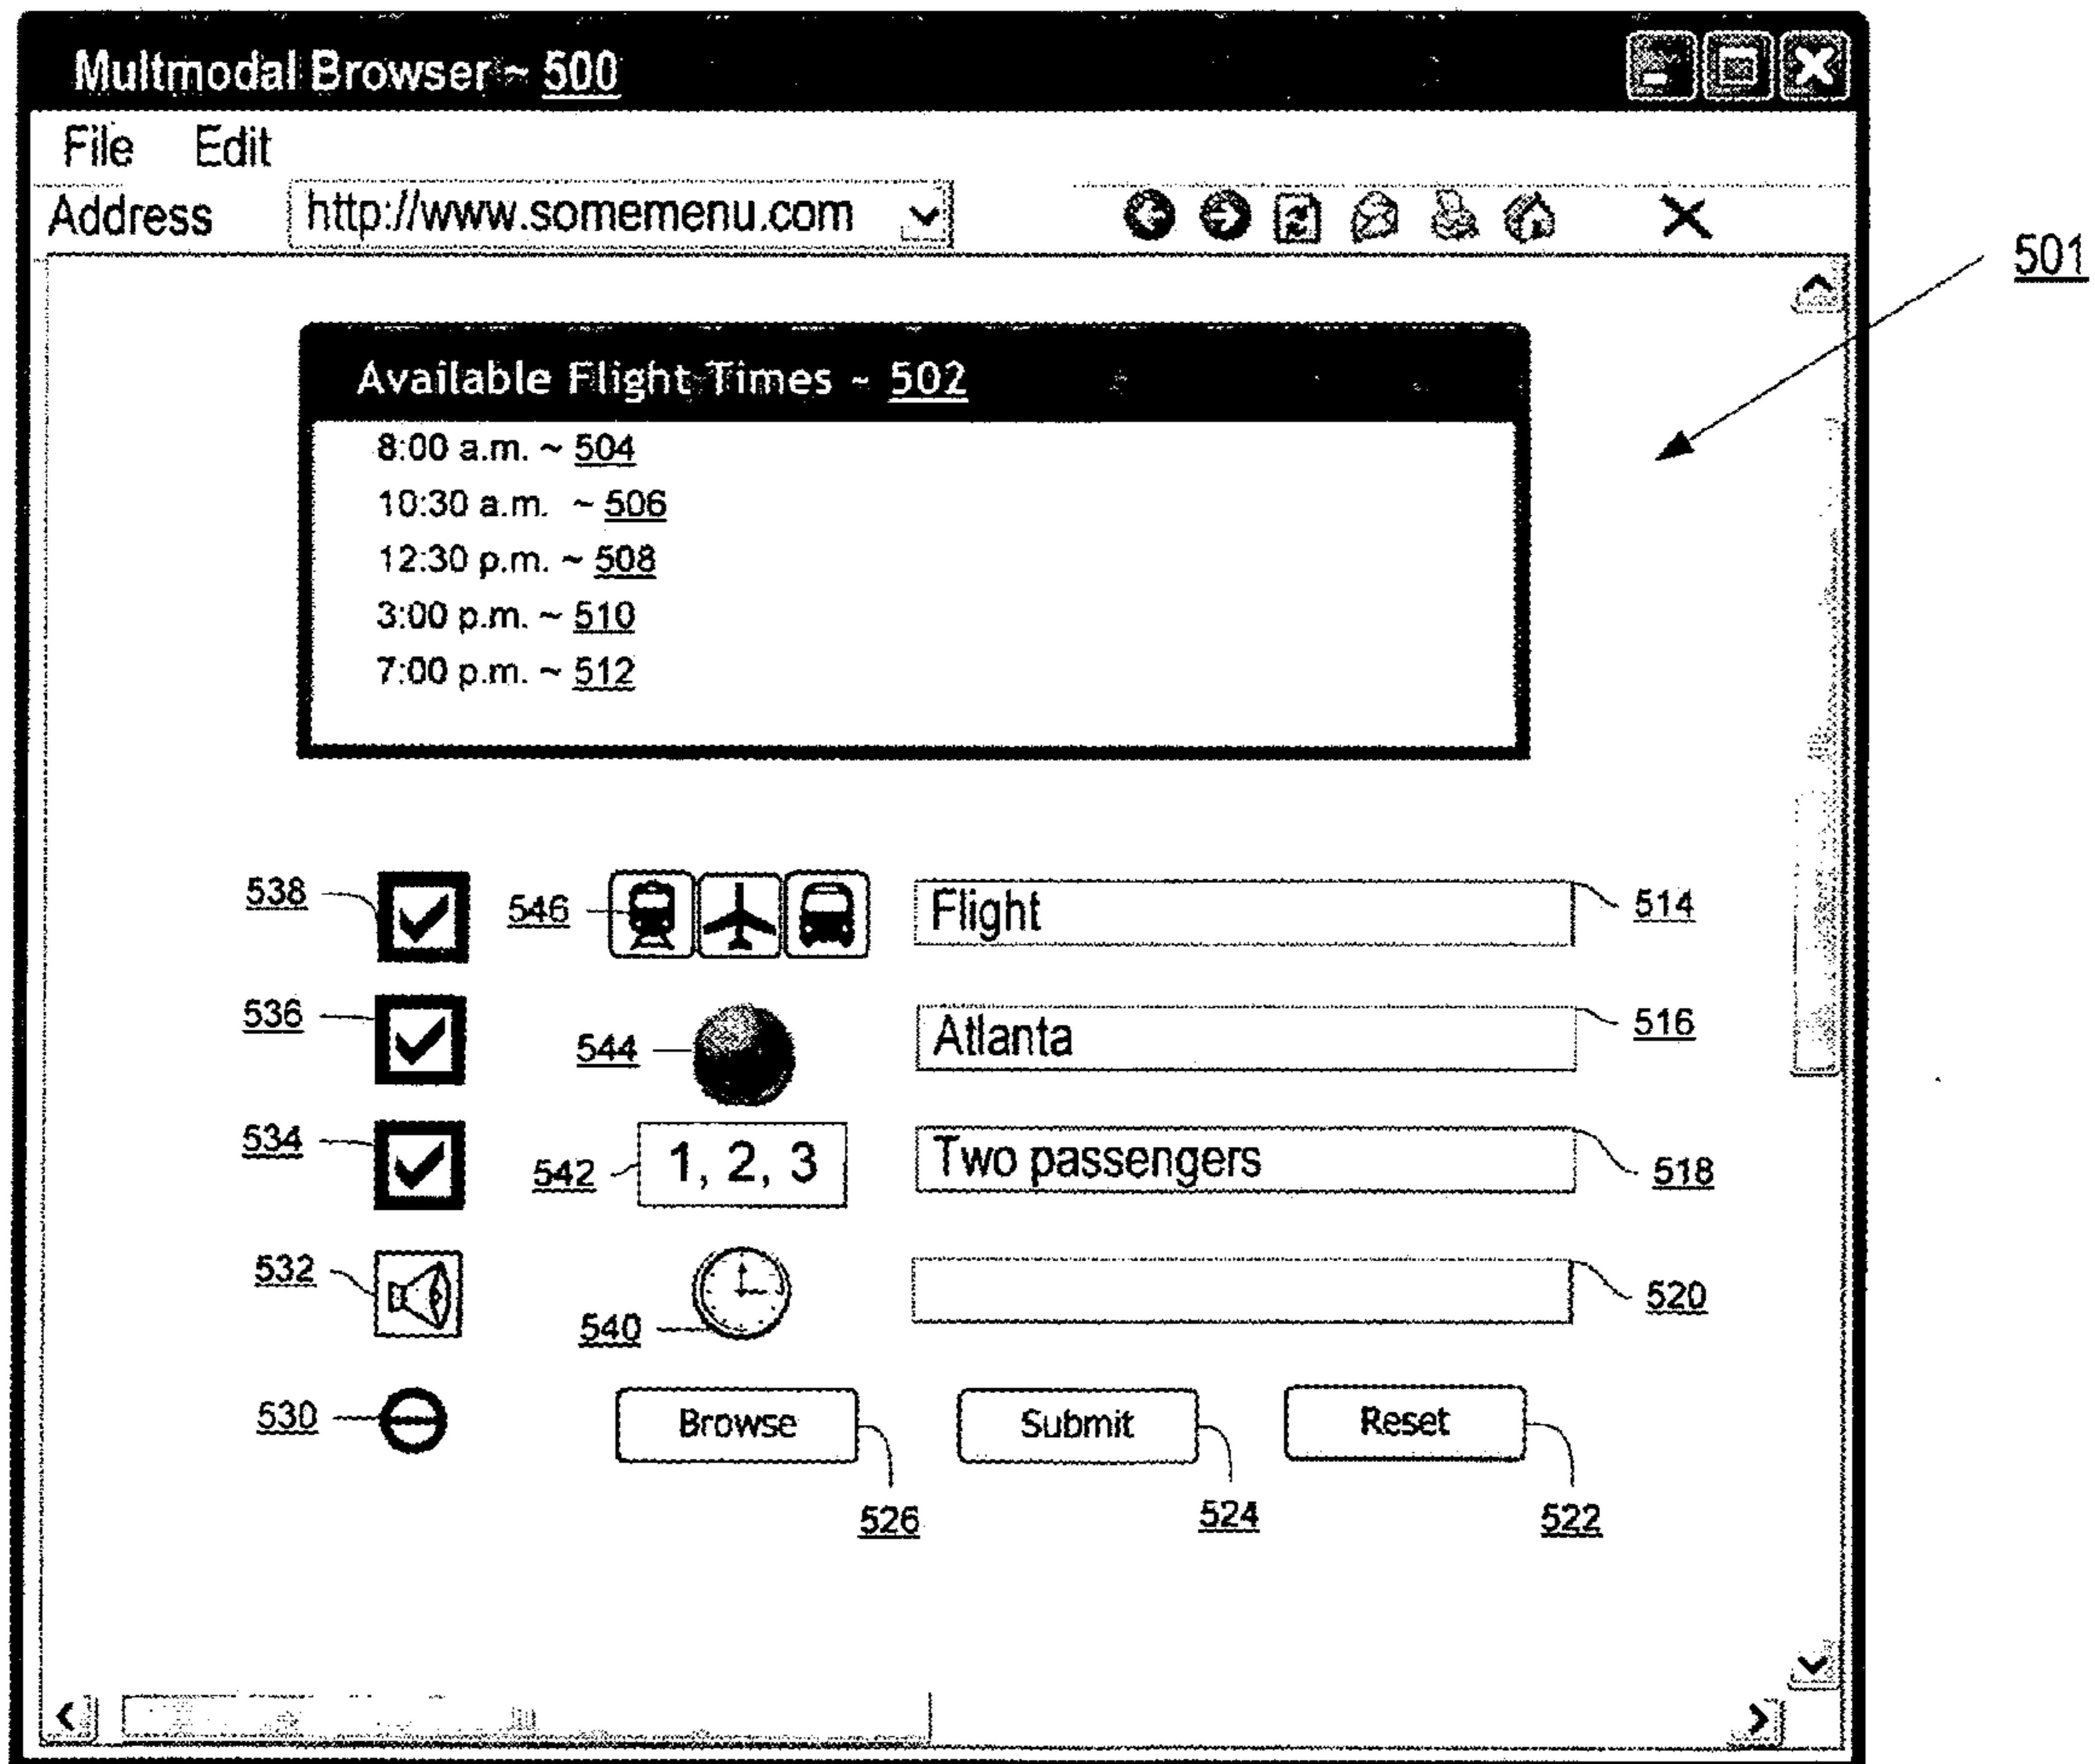 Multmodal Browser ~ 500
File Edit
Address http://www.somemenu.com
501
Available Flight Times ~ 502
8:00 a.m. ~ 504
10:30 a.m. ~ 506
12:30 p.m. ~ 508
3:00 p.m. ~ 510
7:00 p.m. ~ 512
538 546 Flight 514
536 544 Atlanta 516
534 542 1, 2, 3 Two passengers 518
532 540 520
530 Browse Submit Reset
526 524 522